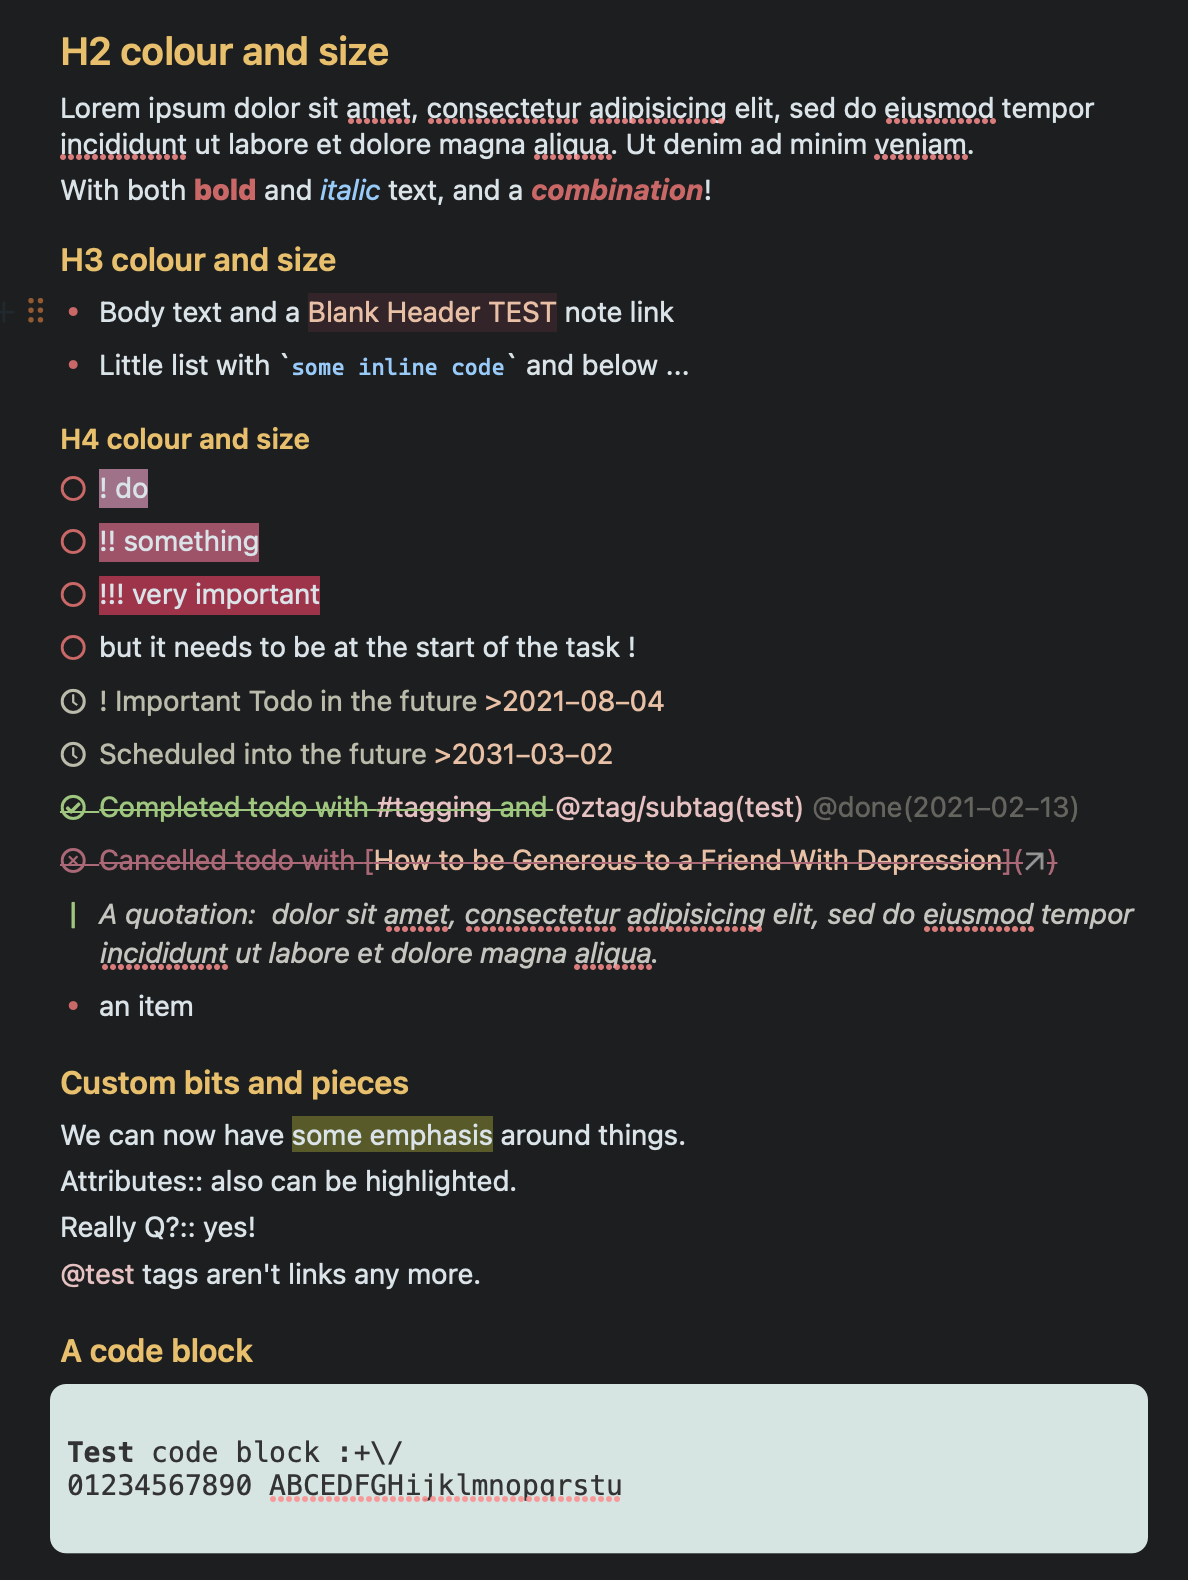 H2 colour and size
Lorem ipsum dolor sit amet, consectetur adipisicing elit, sed do eiusmod tempor
incididunt ut labore et dolore magna aliqua. Ut denim ad minim veniam.
With both bold and italic text, and a combination!
H3 colour and size
• Body text and a Blank Header TEST note link
• Little list with `some inline code` and below ...
H4 colour and size
! do
!! something
!!! very important
but it needs to be at the start of the task !
! Important Todo in the future >2021-08-04
Scheduled into the future >2031-03-02
Completed todo with #tagging and @ztag/subtag(test) @done(2021-02-13)
Cancelled todo with [How to be Generous to a Friend With Depression](↗)
| A quotation:  dolor sit amet, consectetur adipisicing elit, sed do eiusmod tempor
incididunt ut labore et dolore magna aliqua.
• an item
Custom bits and pieces
We can now have some emphasis around things.
Attributes:: also can be highlighted.
Really Q?:: yes!
@test tags aren't links any more.
A code block
Test code block :+\/
01234567890 ABCEDFGHijklmnopqrstu